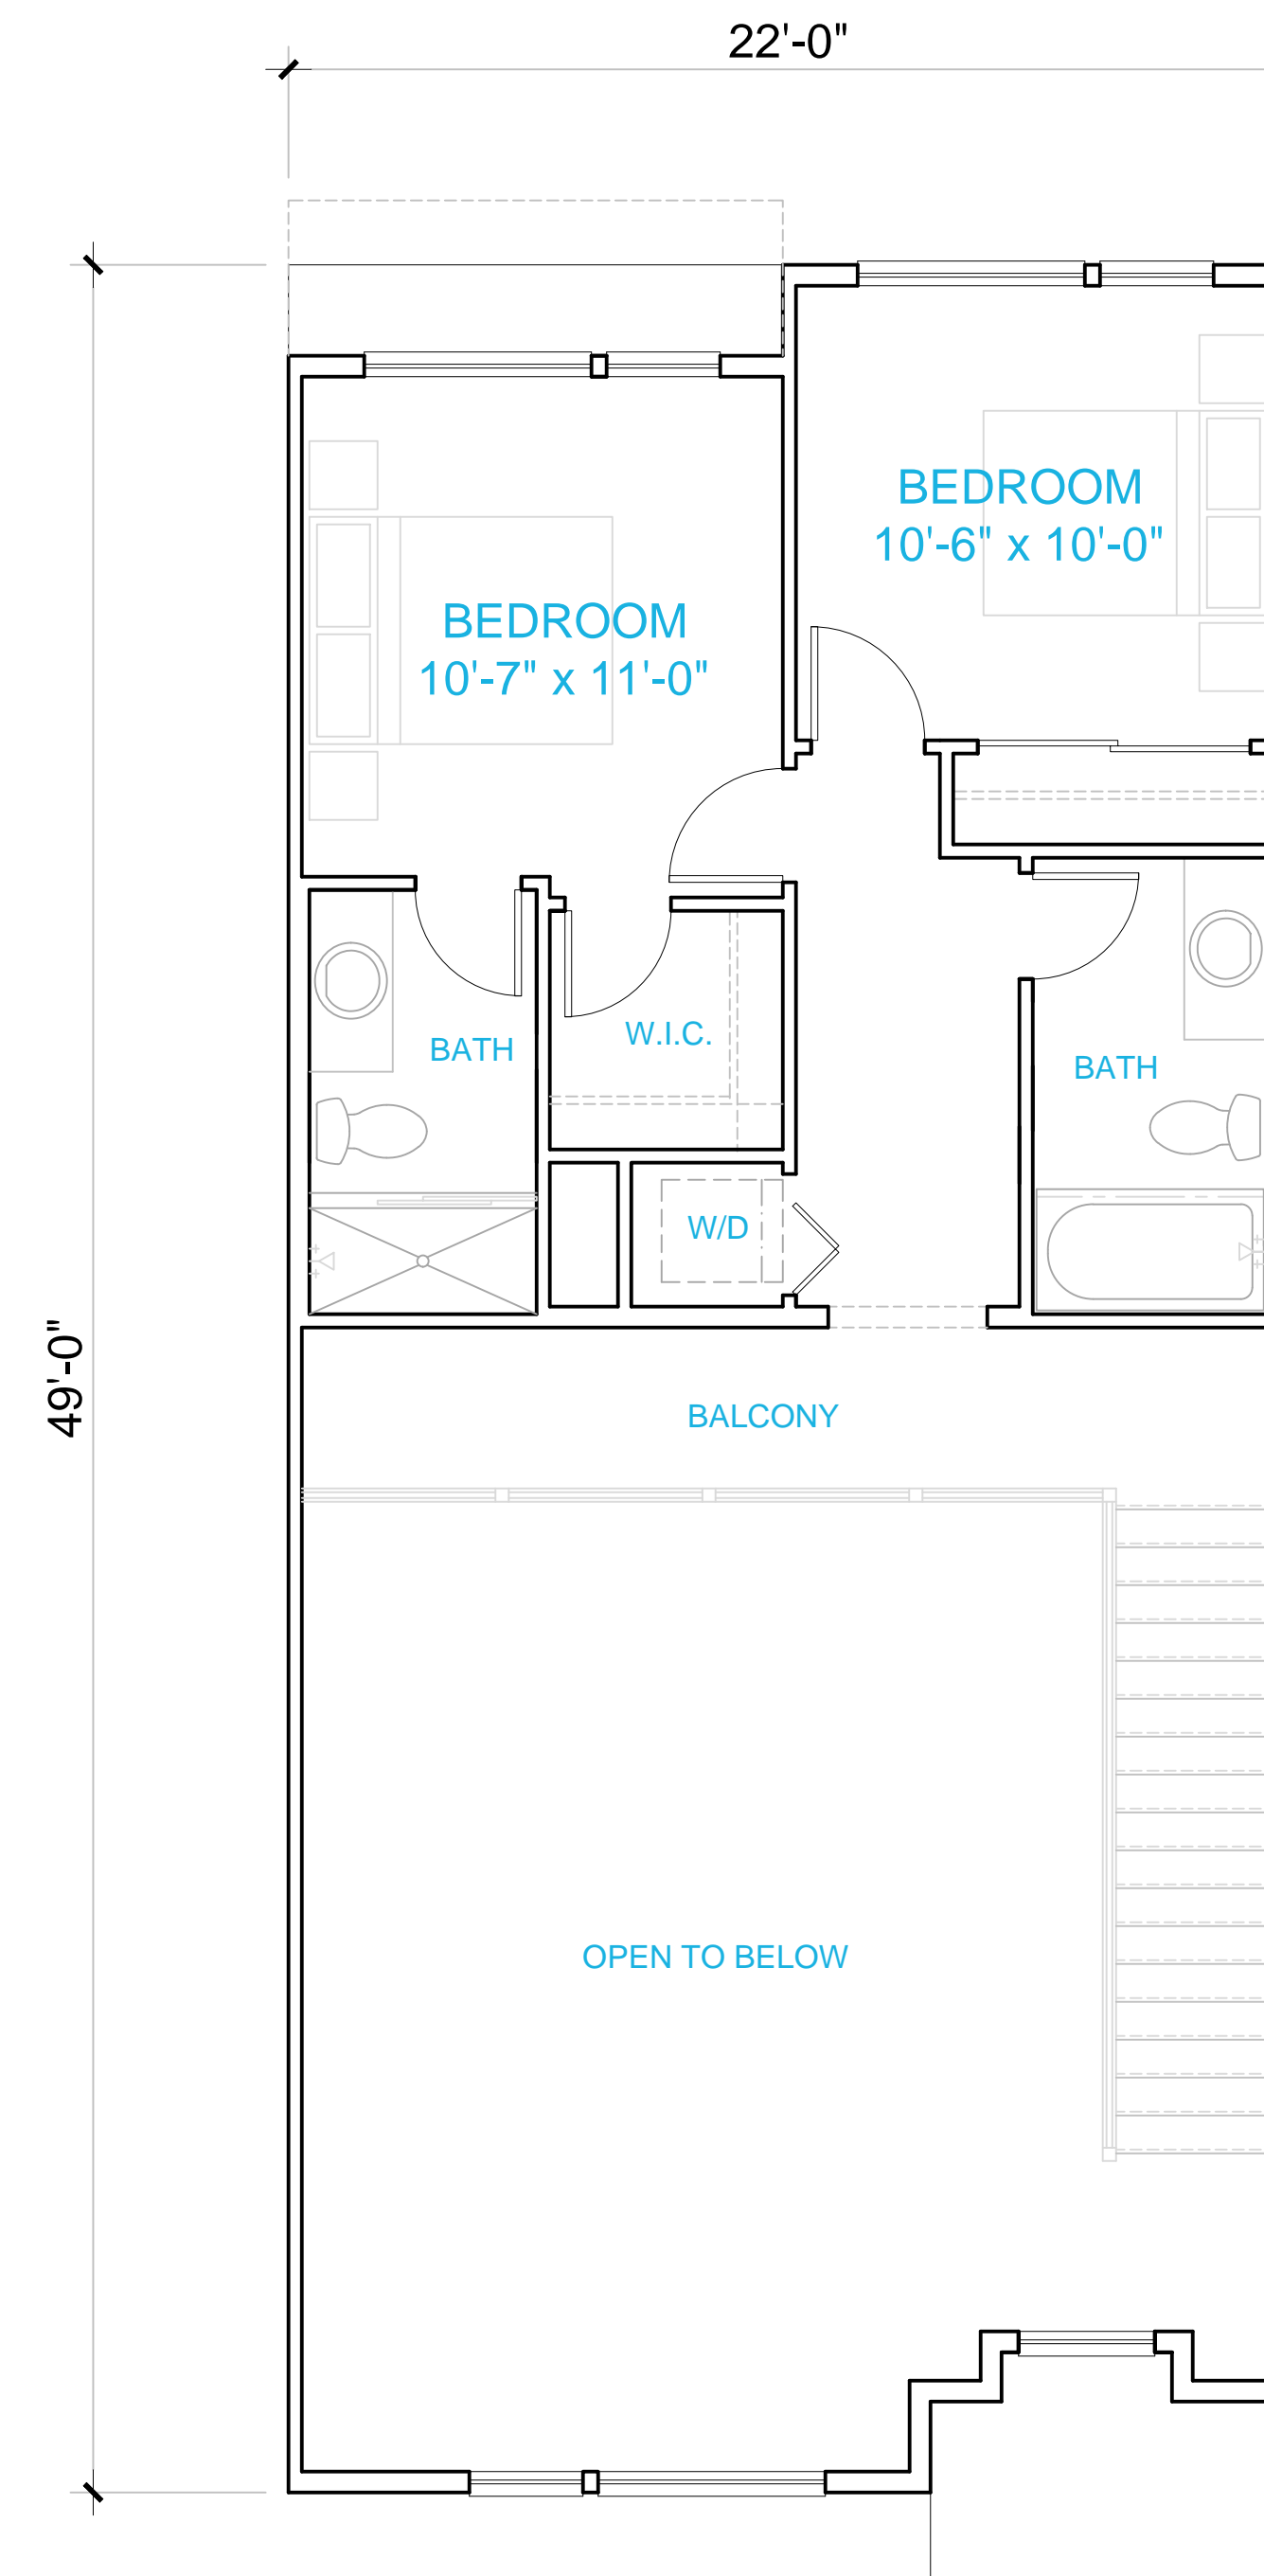 22'-0"
BEDROOM
10'-6" x 10'-0"
BEDROOM
10'-7" x 11'-0"
W.I.C.
BATH
BATH
W/D
49'-0"
BALCONY
OPEN TO BELOW